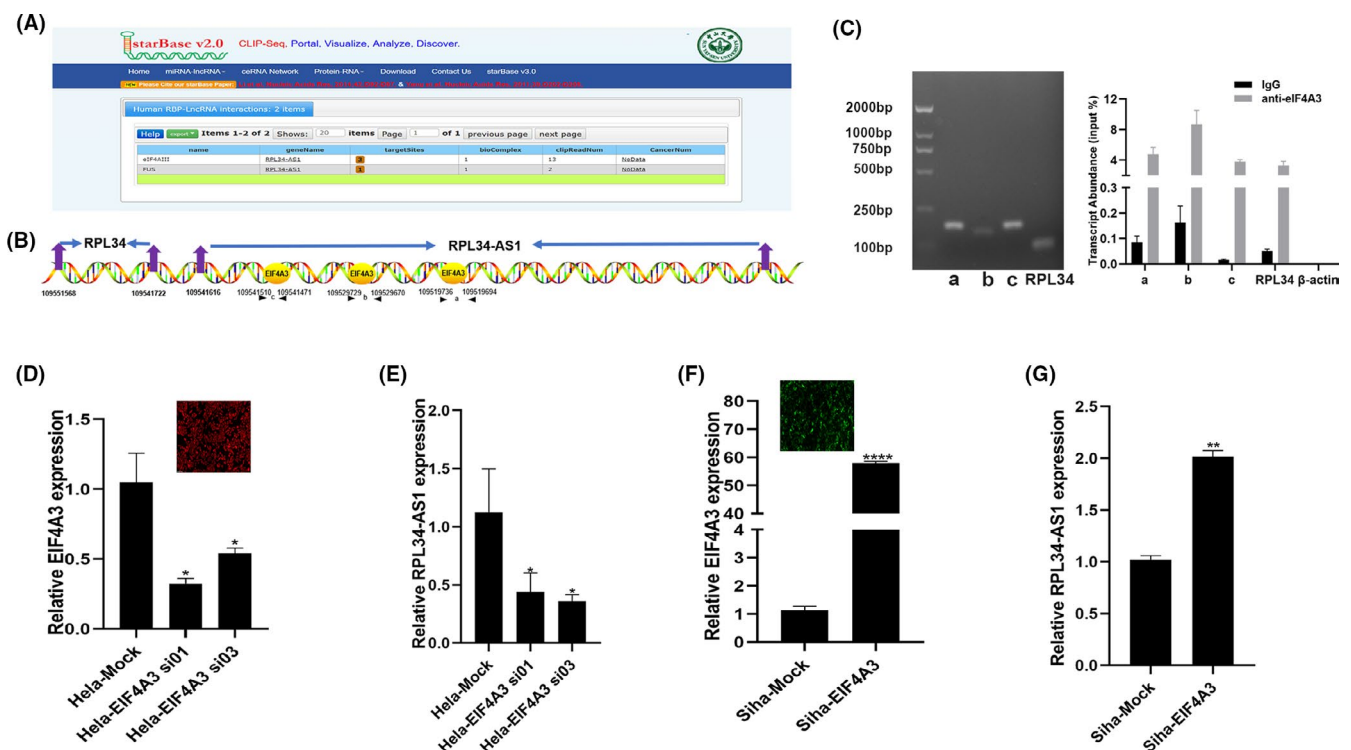 (A)
starBase v2.0 CLIP-Seq, Portal, Visualize, Analyze, Discover.
Home miRNA-lncRNA ceRNA Network Protein-RNA Download Contact Us starBase v3.0
NEW Please Cite our starBase Paper:
Human RBP-LncRNA interactions: 2 items
Help export Items 1-2 of 2 Shows: 20 items Page 1 of 1 previous page next page
name geneName targetSites bioComplex clipReadNum CancerNum
eIF4AIII RPL34-AS1 3 1 13 NoData
FUS RPL34-AS1 1 1 2 NoData
(B)
RPL34 RPL34-AS1
EIF4A3 EIF4A3 EIF4A3
109551568 109541722 109541616 109541510 109541471 109529729 109529670 109519736 109519694
c b a
(C)
2000bp
1000bp
750bp
500bp
250bp
100bp
a b c RPL34
IgG
anti-eIF4A3
Transcript Abundance (Input %)
12
8
4
0.3
0.2
0.1
0.0
a b c RPL34 β-actin
(D)
Relative EIF4A3 expression
1.5
1.0
0.5
0.0
* *
Hela-Mock
Hela-EIF4A3 si01
Hela-EIF4A3 si03
(E)
Relative RPL34-AS1 expression
2.0
1.5
1.0
0.5
0.0
* *
Hela-Mock
Hela-EIF4A3 si01
Hela-EIF4A3 si03
(F)
Relative EIF4A3 expression
80
70
60
50
40
4
3
2
1
0
****
Siha-Mock
Siha-EIF4A3
(G)
Relative RPL34-AS1 expression
2.5
2.0
1.5
1.0
0.5
0.0
**
Siha-Mock
Siha-EIF4A3